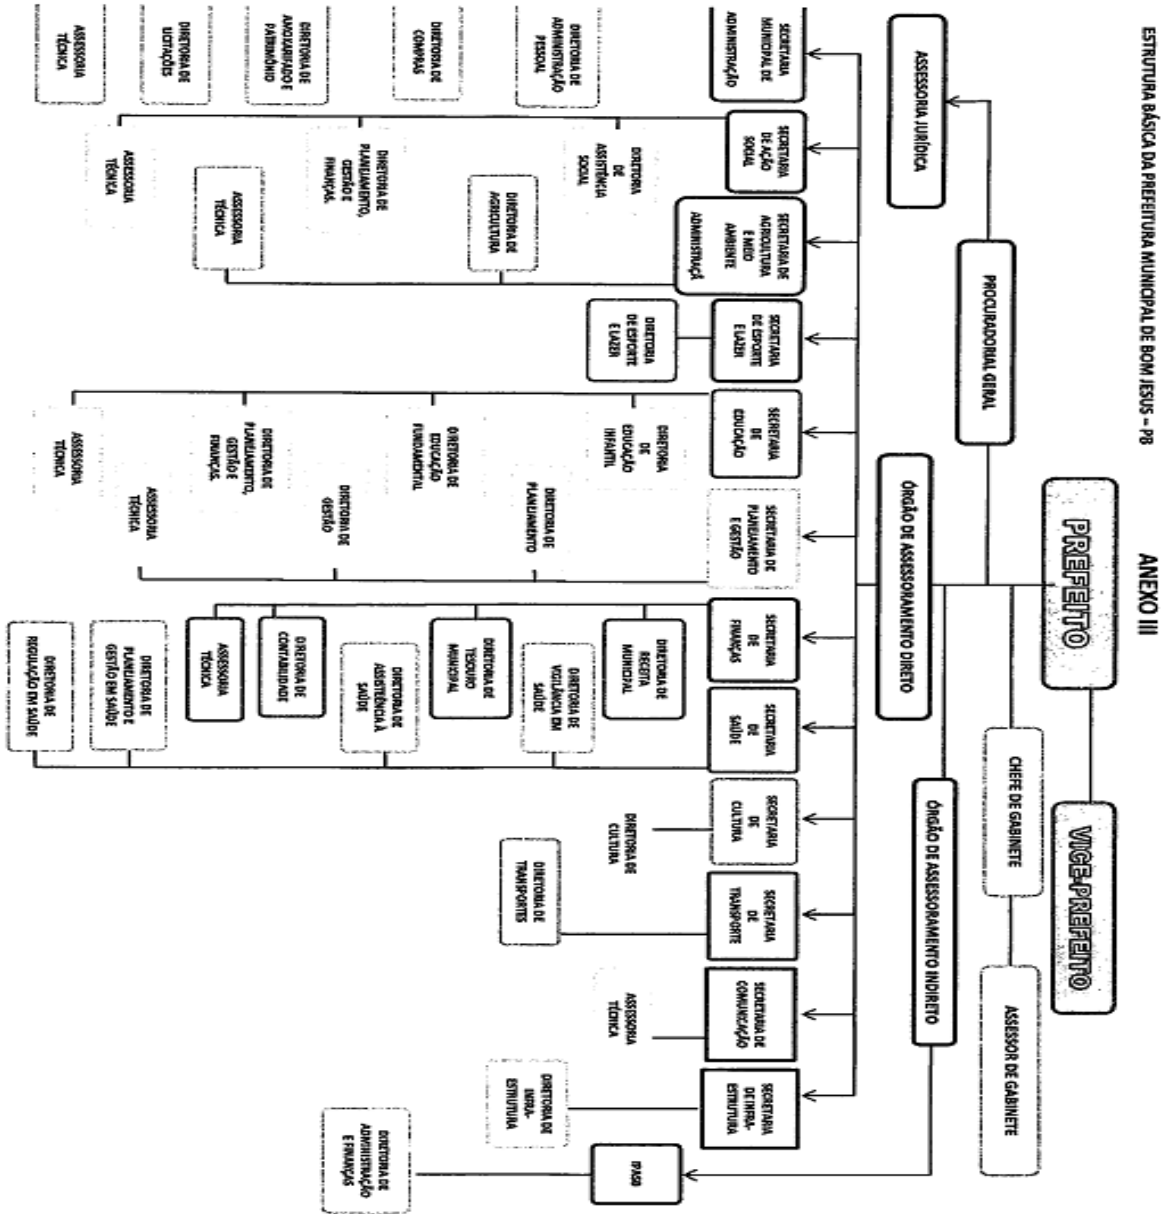 ESTRUTURA BÁSICA DA PREFEITURA MUNICIPAL DE BOM JESUS – PB
ANEXO III
PREFEITO
VICE-PREFEITO
PROCURADORIAL GERAL
CHEFE DE GABINETE
ASSESSOR DE GABINETE
ASSESSORIA JURÍDICA
ÓRGÃO DE ASSESSORAMENTO DIRETO
ÓRGÃO DE ASSESSORAMENTO INDIRETO
SECRETARIA
MUNICIPAL DE
ADMINISTRAÇÃO
SECRETARIA
DE AÇÃO
SOCIAL
SECRETARIA DE
AGRICULTURA
E MEIO
AMBIENTE
ADMINISTRAÇÃ
SECRETARIA
DE ESPORTE
E LAZER
SECRETARIA
DE
EDUCAÇÃO
SECRETARIA DE
PLANEJAMENTO
E GESTÃO
SECRETARIA
DE
FINANÇAS
SECRETARIA
DE
SAÚDE
SECRETARIA
DE
CULTURA
SECRETARIA
DE
TRANSPORTE
SECRETARIA DE
COMUNICAÇÃO
SECRETARIA
DE INFRA-
ESTRUTURA
IPASB
DIRETORIA DE
ADMINISTRAÇÃO
PESSOAL
DIRETORIA DE
COMPRAS
DIRETORIA DE
AMOXARIFADO E
PATRIMÔNIO
DIRETORIA DE
LICITAÇÕES
ASSESSORIA
TÉCNICA
DIRETORIA
DE
ASSISTÊNCIA
SOCIAL
DIRETORIA DE
PLANEJAMENTO,
GESTÃO E
FINANÇAS.
ASSESSORIA
TÉCNICA
DIRETORIA DE
AGRICULTURA
ASSESSORIA
TÉCNICA
DIRETORIA
DE ESPORTE
E LAZER
DIRETORIA
DE
EDUCAÇÃO
INFANTIL
DIRETORIA DE
EDUCAÇÃO
FUNDAMENTAL
DIRETORIA DE
PLANEJAMENTO,
GESTÃO E
FINANÇAS.
ASSESSORIA
TÉCNICA
DIRETORIA DE
PLANEJAMENTO
DIRETORIA DE
GESTÃO
ASSESSORIA
TÉCNICA
DIRETORIA DE
RECEITA
MUNICIPAL
DIRETORIA DE
TESOURO
MUNICIPAL
DIRETORIA DE
CONTABILIDADE
ASSESSORIA
TÉCNICA
DIRETORIA DE
VIGILÂNCIA EM
SAÚDE
DIRETORIA DE
ASSISTÊNCIA À
SAÚDE
DIRETORIA DE
PLANEJAMENTO E
GESTÃO EM SAÚDE
DIRETORIA DE
REGULAÇÃO EM SAÚDE
DIRETORIA DE
CULTURA
DIRETORIA DE
TRANSPORTES
ASSESSORIA
TÉCNICA
DIRETORIA DE
INFRA-
ESTRUTURA
DIRETORIA DE
ADMINISTRAÇÃO
E FINANÇAS